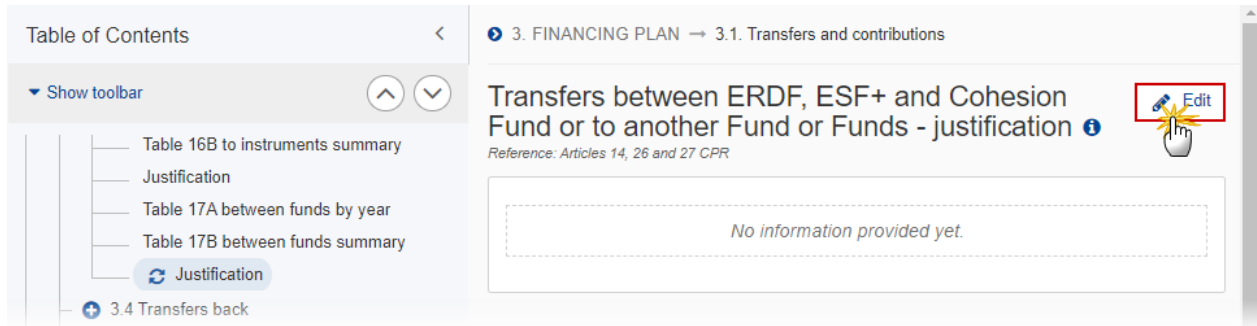 Table of Contents
Show toolbar
Table 16B to instruments summary
Justification
Table 17A between funds by year
Table 17B between funds summary
Justification
3.4 Transfers back
3. FINANCING PLAN → 3.1. Transfers and contributions
Transfers between ERDF, ESF+ and Cohesion
Fund or to another Fund or Funds - justification
Edit
Reference: Articles 14, 26 and 27 CPR
No information provided yet.